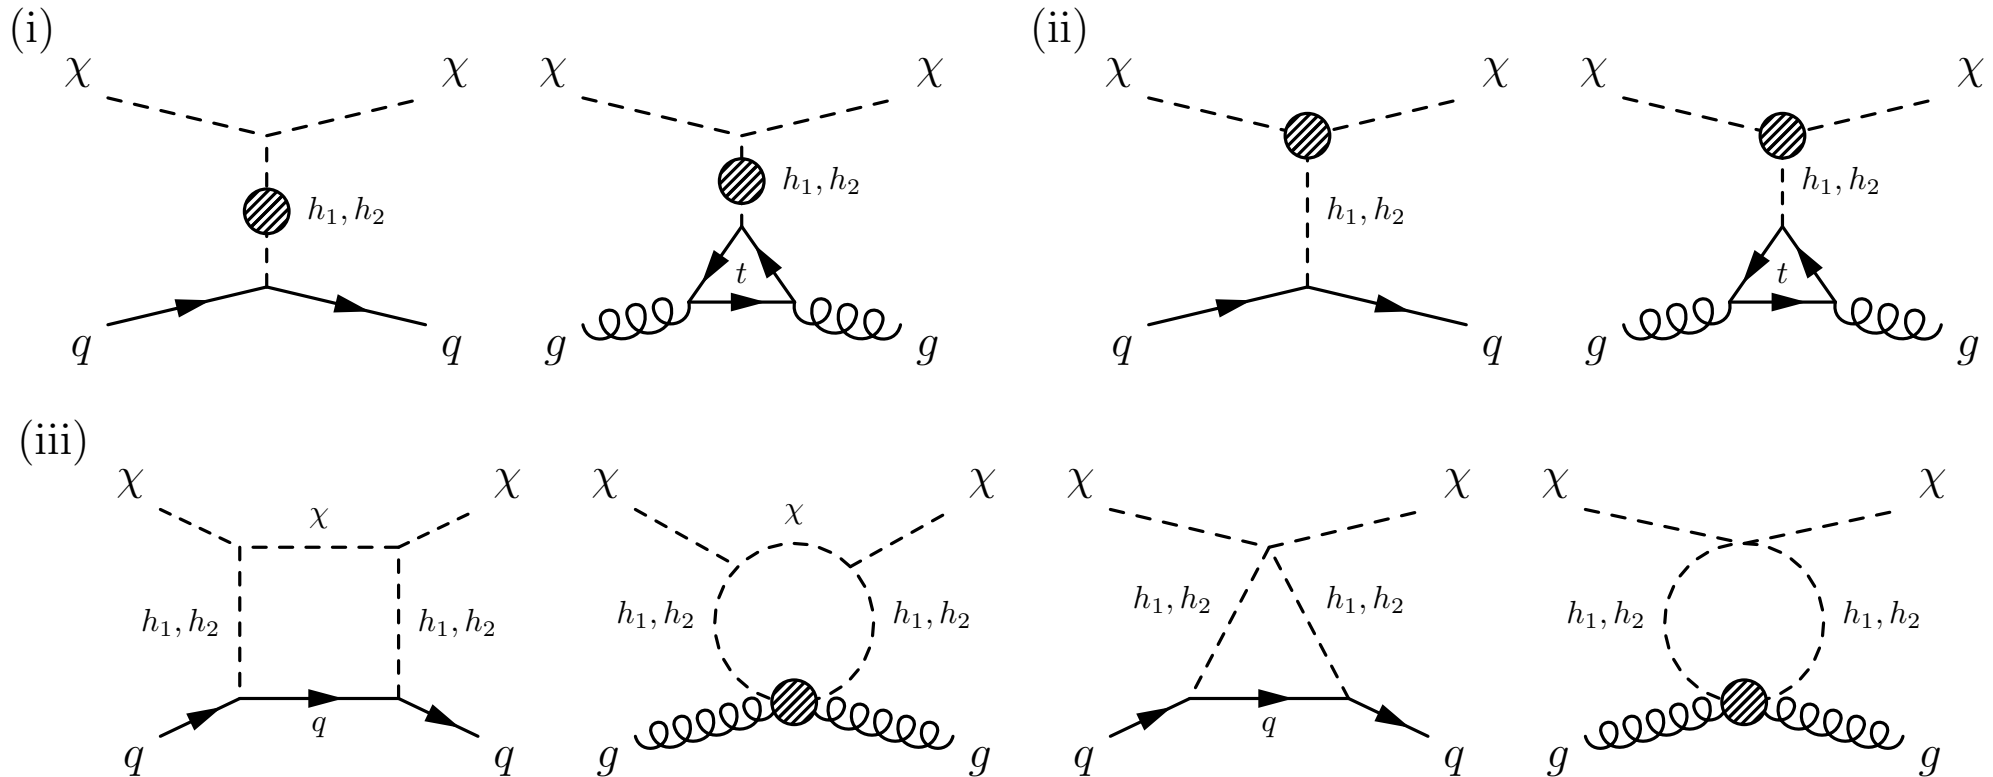 (i)
(ii)
χ χ χ χ χ χ χ χ
h₁, h₂ h₁, h₂ h₁, h₂ h₁, h₂
t t
q q g g q q g g
(iii)
χ χ χ χ χ χ χ χ
χ χ
h₁, h₂ h₁, h₂ h₁, h₂ h₁, h₂ h₁, h₂ h₁, h₂ h₁, h₂ h₁, h₂
q q
q q g g q q g g